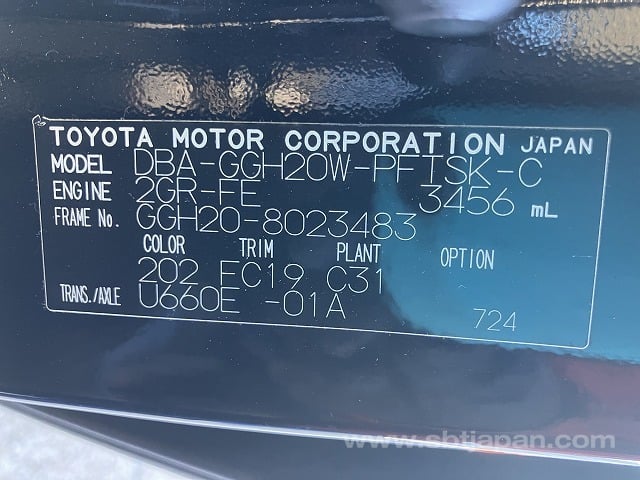 TOYOTA MOTOR CORPORATION JAPAN
MODEL DBA-GGH20W-PFTSK-C
ENGINE 2GR-FE 3456 mL
FRAME No. GGH20-8023483
COLOR TRIM PLANT OPTION
202 FC19 C31
TRANS./AXLE U660E -01A
724
www.sbtjapan.com